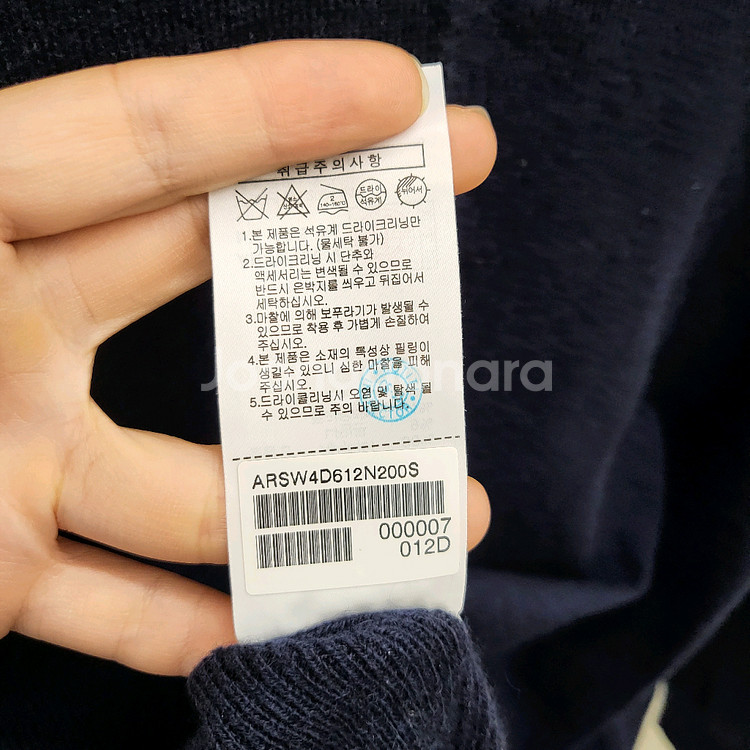 취급주의사항
2
140~160℃
드라이
석유계
뒤어서
1.본 제품은 석유계 드라이크리닝만
가능합니다. (물세탁 불가)
2.드라이크리닝 시 단추와
액세서리는 변색될 수 있으므로
반드시 은박지를 씌우고 뒤집어서
세탁하십시오.
3.마찰에 의해 보푸라기가 발생될 수
있으므로 착용 후 가볍게 손질하여
주십시오.
4.본 제품은 소재의 특성상 필링이
생길수 있으니 심한 마찰을 피해
주십시오.
5.드라이클리닝시 오염 및 탈색 될
수 있으므로 주의 바랍니다.
ARSW4D612N200S
000007
012D